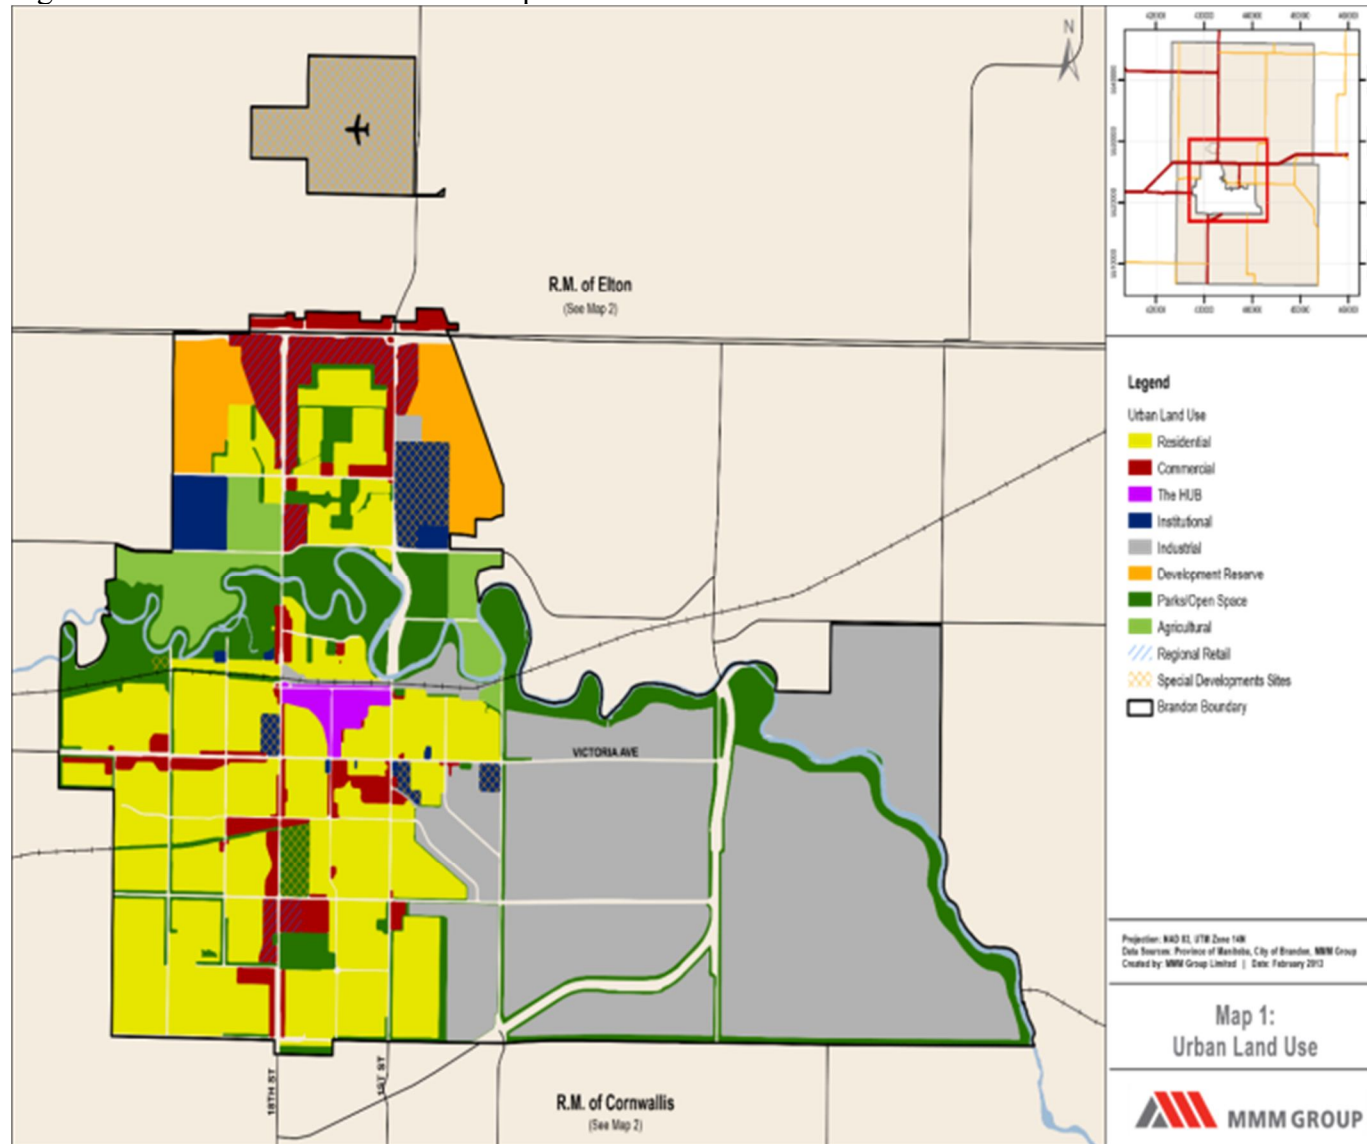 N
R.M. of Elton
(See Map 2)
VICTORIA AVE
18TH ST
1ST ST
R.M. of Cornwallis
(See Map 2)
Legend
Urban Land Use
Residential
Commercial
The HUB
Institutional
Industrial
Development Reserve
Parks/Open Space
Agricultural
Regional Retail
Special Developments Sites
Brandon Boundary
Projection: NAD 83, UTM Zone 14N
Data Sources: Province of Manitoba, City of Brandon, MMM Group
Created by: MMM Group Limited | Date: February 2013
Map 1:
Urban Land Use
MMM GROUP